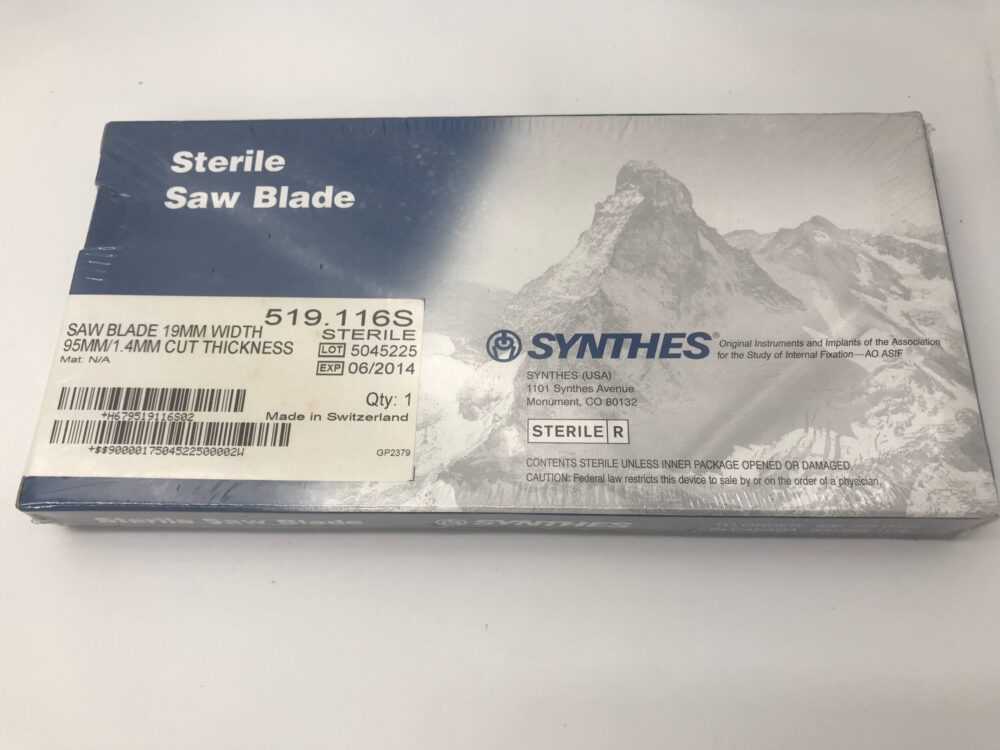 Sterile
Saw Blade
519.116S
SAW BLADE 19MM WIDTH
STERILE
95MM/1.4MM CUT THICKNESS
LOT 5045225
Mat: N/A
EXP 06/2014
Qty: 1
+H679519116S02
Made in Switzerland
+$$9000017504522500002W
GP2379
SYNTHES®
Original Instruments and Implants of the Association
for the Study of Internal Fixation—AO ASIF
SYNTHES (USA)
1101 Synthes Avenue
Monument, CO 80132
STERILE R
CONTENTS STERILE UNLESS INNER PACKAGE OPENED OR DAMAGED.
CAUTION: Federal law restricts this device to sale by or on the order of a physician.
Sterile Saw Blade
SYNTHES